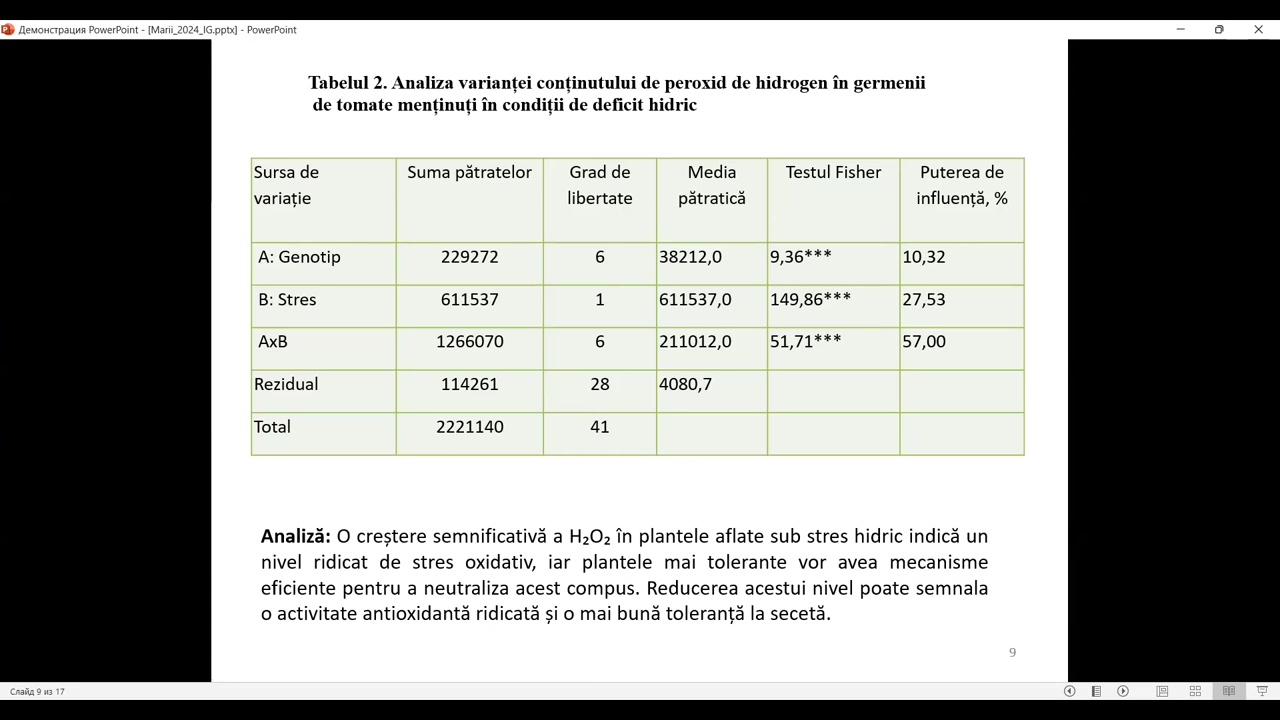 Демонстрация PowerPoint - [Marii_2024_IG.pptx] - PowerPoint
Tabelul 2. Analiza varianței conținutului de peroxid de hidrogen în germenii
de tomate menținuți în condiții de deficit hidric
Sursa de variație Suma pătratelor Grad de libertate Media pătratică Testul Fisher Puterea de influență, %
A: Genotip 229272 6 38212,0 9,36*** 10,32
B: Stres 611537 1 611537,0 149,86*** 27,53
AxB 1266070 6 211012,0 51,71*** 57,00
Rezidual 114261 28 4080,7
Total 2221140 41
Analiză: O creștere semnificativă a H₂O₂ în plantele aflate sub stres hidric indică un
nivel ridicat de stres oxidativ, iar plantele mai tolerante vor avea mecanisme
eficiente pentru a neutraliza acest compus. Reducerea acestui nivel poate semnala
o activitate antioxidantă ridicată și o mai bună toleranță la secetă.
9
Слайд 9 из 17